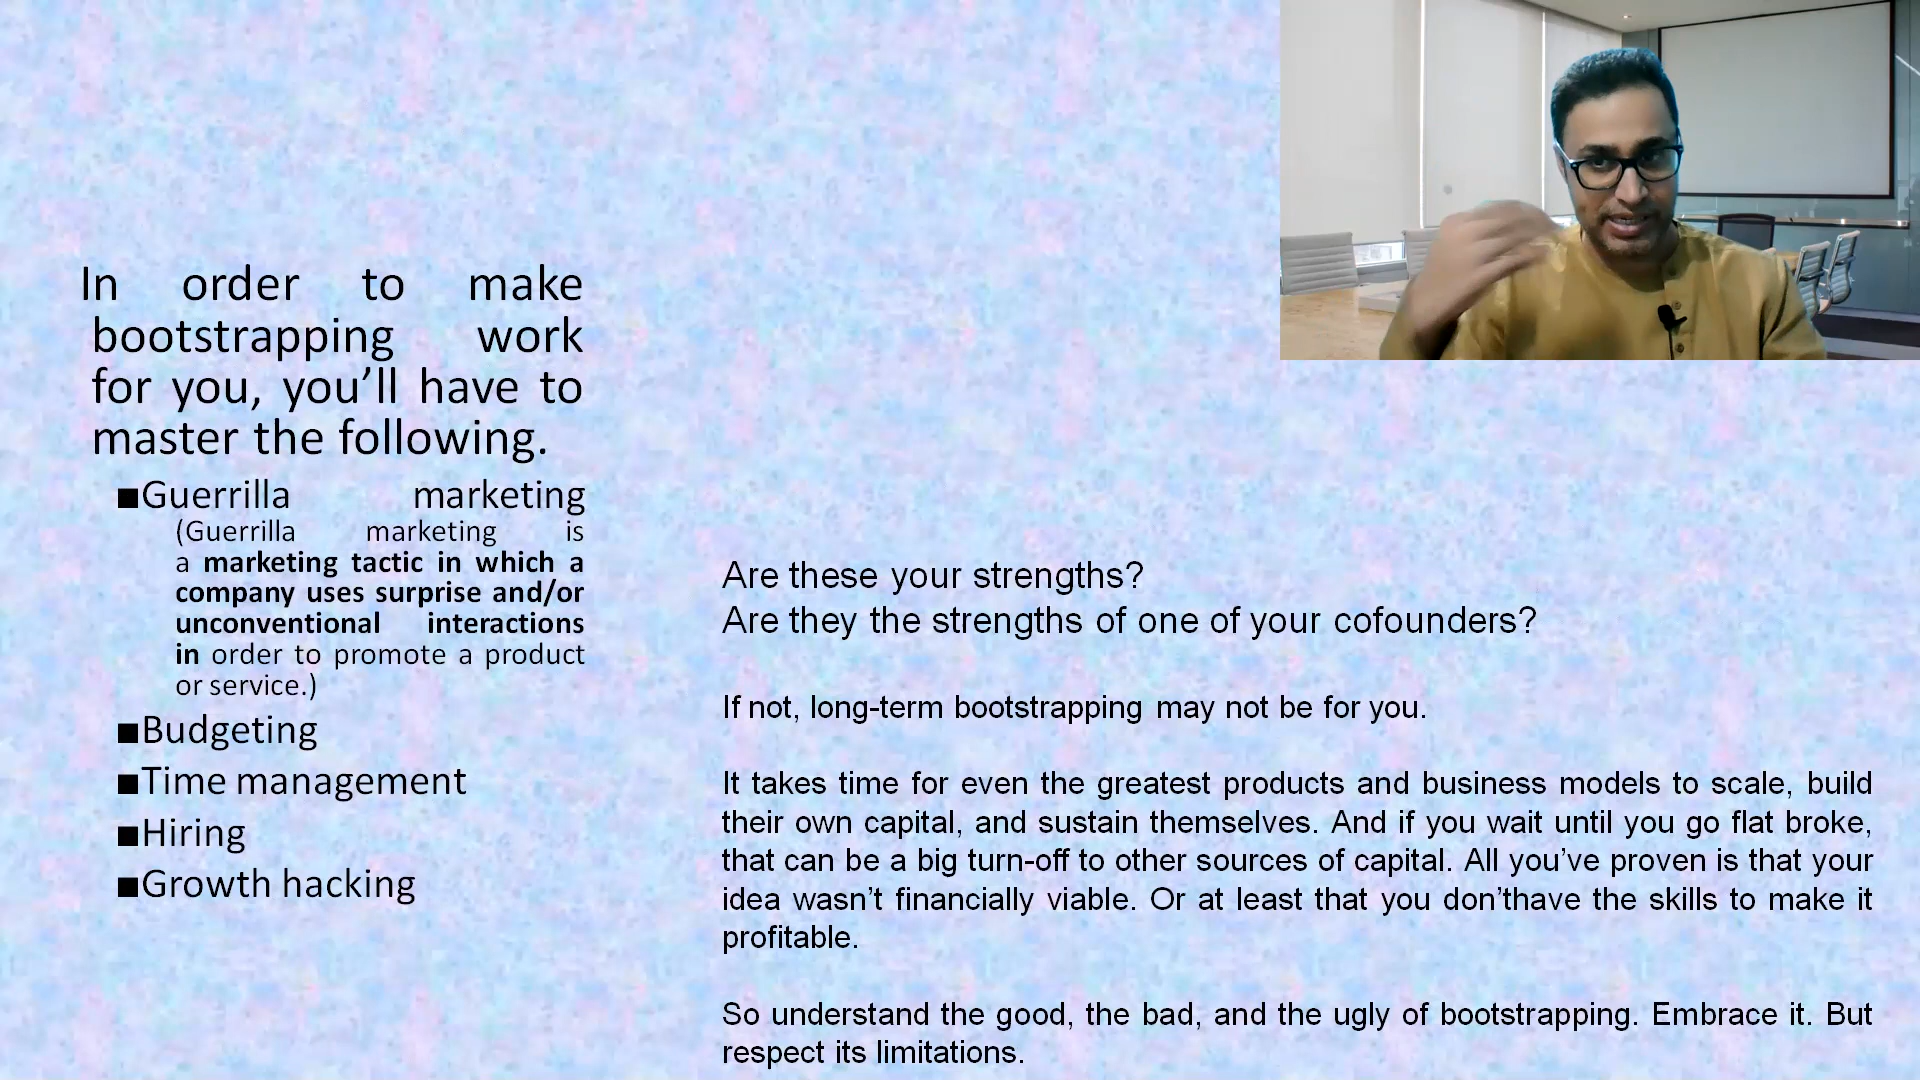 In order to make
bootstrapping work
for you, you’ll have to
master the following.
■Guerrilla marketing
(Guerrilla marketing is
a marketing tactic in which a
company uses surprise and/or
unconventional interactions
in order to promote a product
or service.)
■Budgeting
■Time management
■Hiring
■Growth hacking
Are these your strengths?
Are they the strengths of one of your cofounders?
If not, long-term bootstrapping may not be for you.
It takes time for even the greatest products and business models to scale, build
their own capital, and sustain themselves. And if you wait until you go flat broke,
that can be a big turn-off to other sources of capital. All you’ve proven is that your
idea wasn’t financially viable. Or at least that you don’thave the skills to make it
profitable.
So understand the good, the bad, and the ugly of bootstrapping. Embrace it. But
respect its limitations.